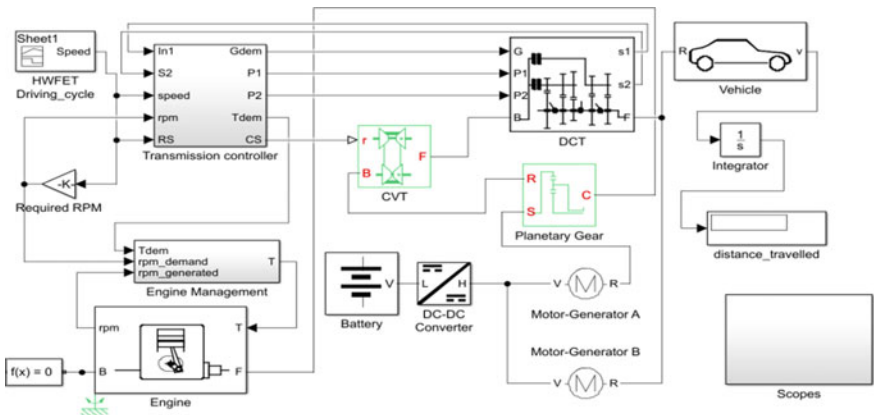 Sheet1
Speed
HWFET
Driving_cycle
In1
S2
speed
rpm
RS
Gdem
P1
P2
Tdem
CS
Transmission controller
-K-
Required RPM
r
B
F
CVT
G
P1
P2
B
s1
s2
F
DCT
R
v
Vehicle
1
s
Integrator
distance_travelled
R
S
C
Planetary Gear
Tdem
rpm_demand
rpm_generated
T
Engine Management
V
Battery
L
H
DC-DC
Converter
V
M
R
Motor-Generator A
Motor-Generator B
V
M
R
rpm
B
T
F
Engine
f(x) = 0
Scopes